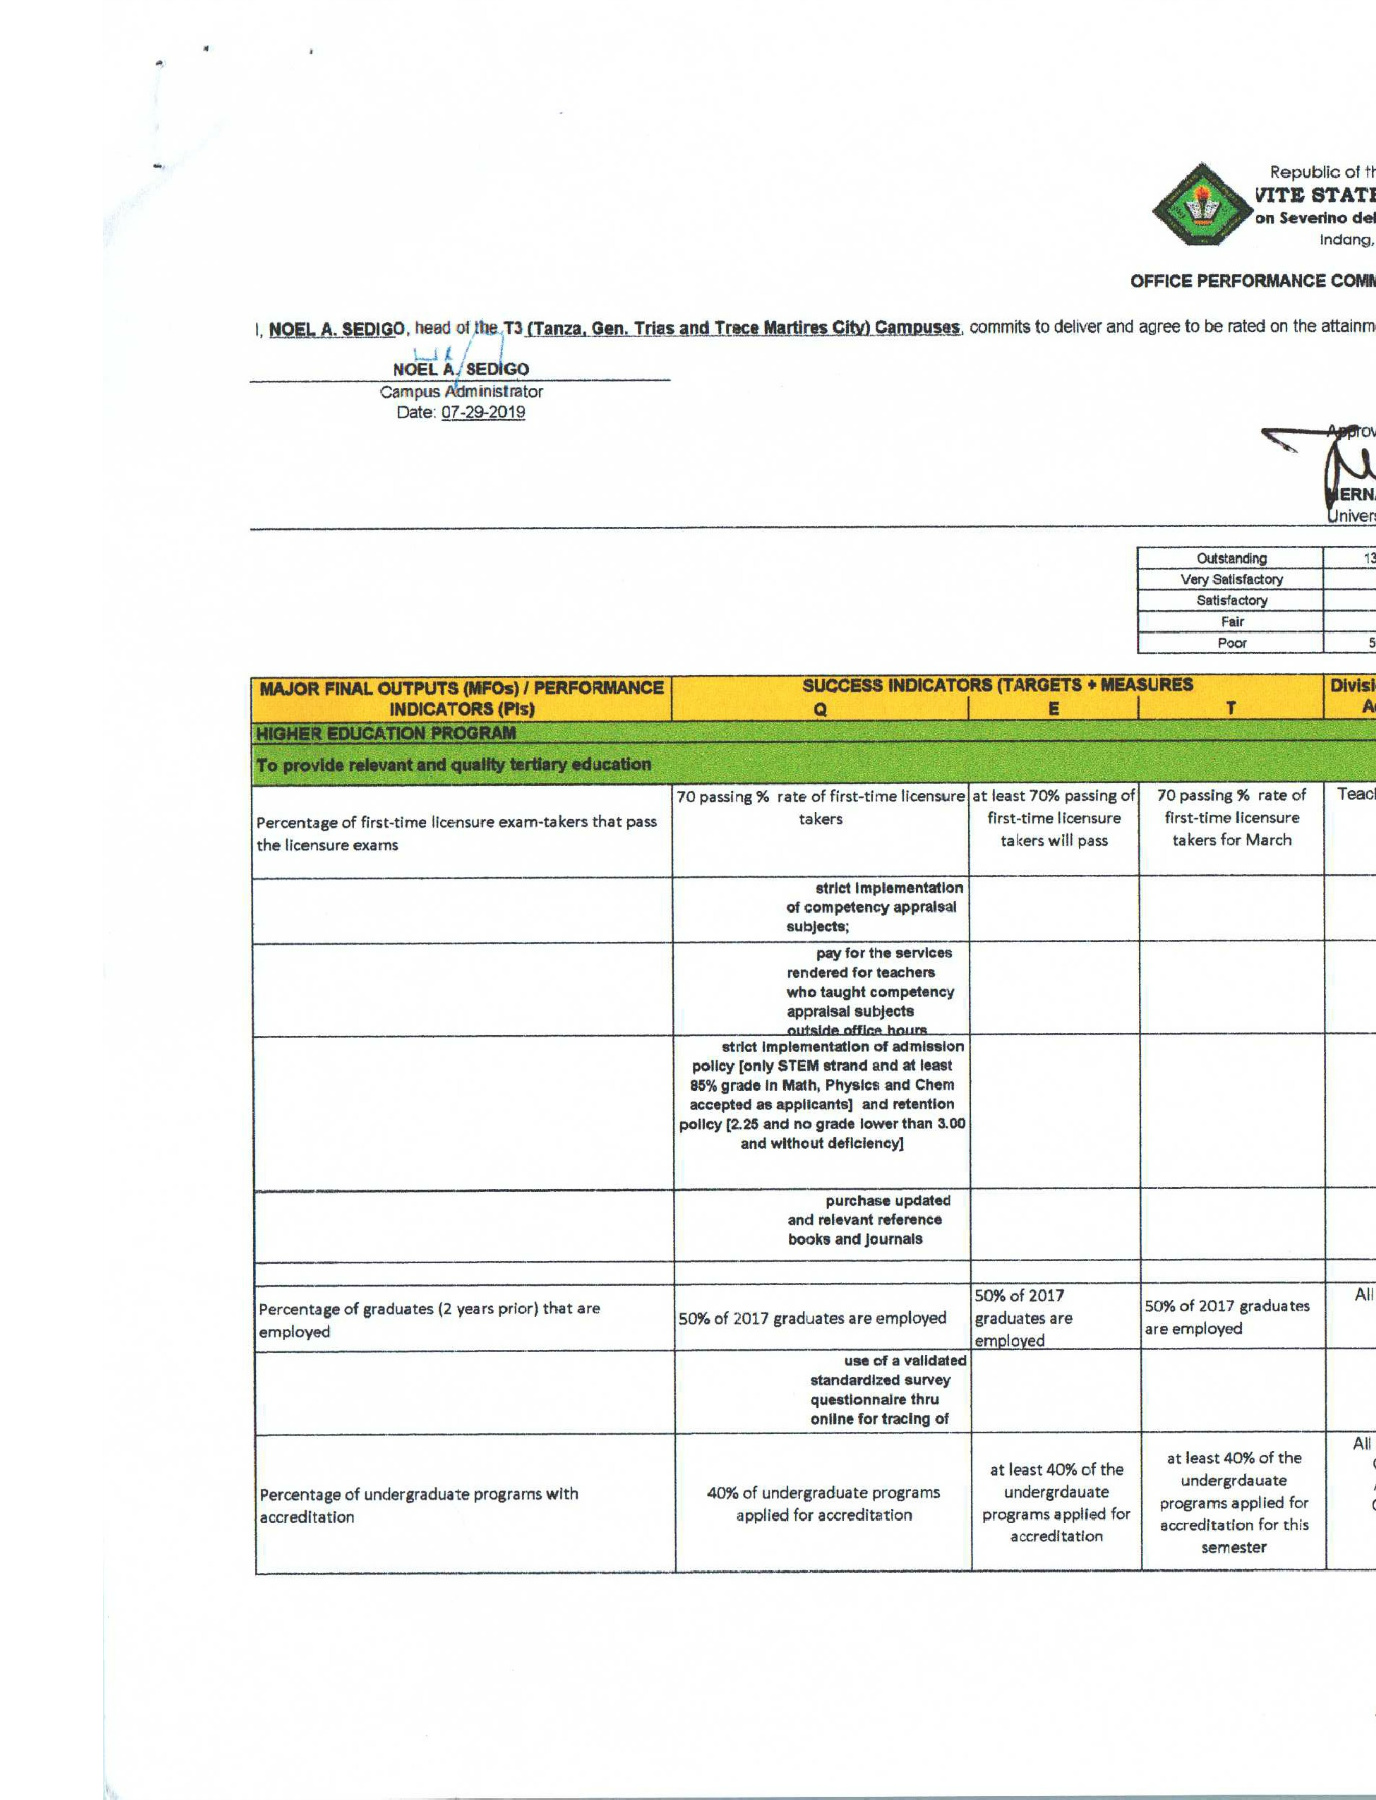 Republic of th
VITE STATE
on Severino del
Indang,
OFFICE PERFORMANCE COMM
I, NOEL A. SEDIGO, head of the T3 (Tanza, Gen. Trias and Trece Martires City) Campuses, commits to deliver and agree to be rated on the attainm
NOEL A. SEDIGO
Campus Administrator
Date: 07-29-2019
Approv
HERNA
Univers
Outstanding 13
Very Satisfactory
Satisfactory
Fair
Poor 5
MAJOR FINAL OUTPUTS (MFOs) / PERFORMANCE
INDICATORS (PIs)
SUCCESS INDICATORS (TARGETS + MEASURES
Q E T
Divisi
A
HIGHER EDUCATION PROGRAM
To provide relevant and quality tertiary education
Percentage of first-time licensure exam-takers that pass
the licensure exams
70 passing % rate of first-time licensure
takers
at least 70% passing of
first-time licensure
takers will pass
70 passing % rate of
first-time licensure
takers for March
Teac
strict implementation
of competency appraisal
subjects;
pay for the services
rendered for teachers
who taught competency
appraisal subjects
outside office hours
strict implementation of admission
policy [only STEM strand and at least
85% grade in Math, Physics and Chem
accepted as applicants] and retention
policy [2.25 and no grade lower than 3.00
and without deficiency]
purchase updated
and relevant reference
books and journals
Percentage of graduates (2 years prior) that are
employed
50% of 2017 graduates are employed
50% of 2017
graduates are
employed
50% of 2017 graduates
are employed
All
use of a validated
standardized survey
questionnaire thru
online for tracing of
Percentage of undergraduate programs with
accreditation
40% of undergraduate programs
applied for accreditation
at least 40% of the
undergrdauate
programs applied for
accreditation
at least 40% of the
undergrdauate
programs applied for
accreditation for this
semester
All